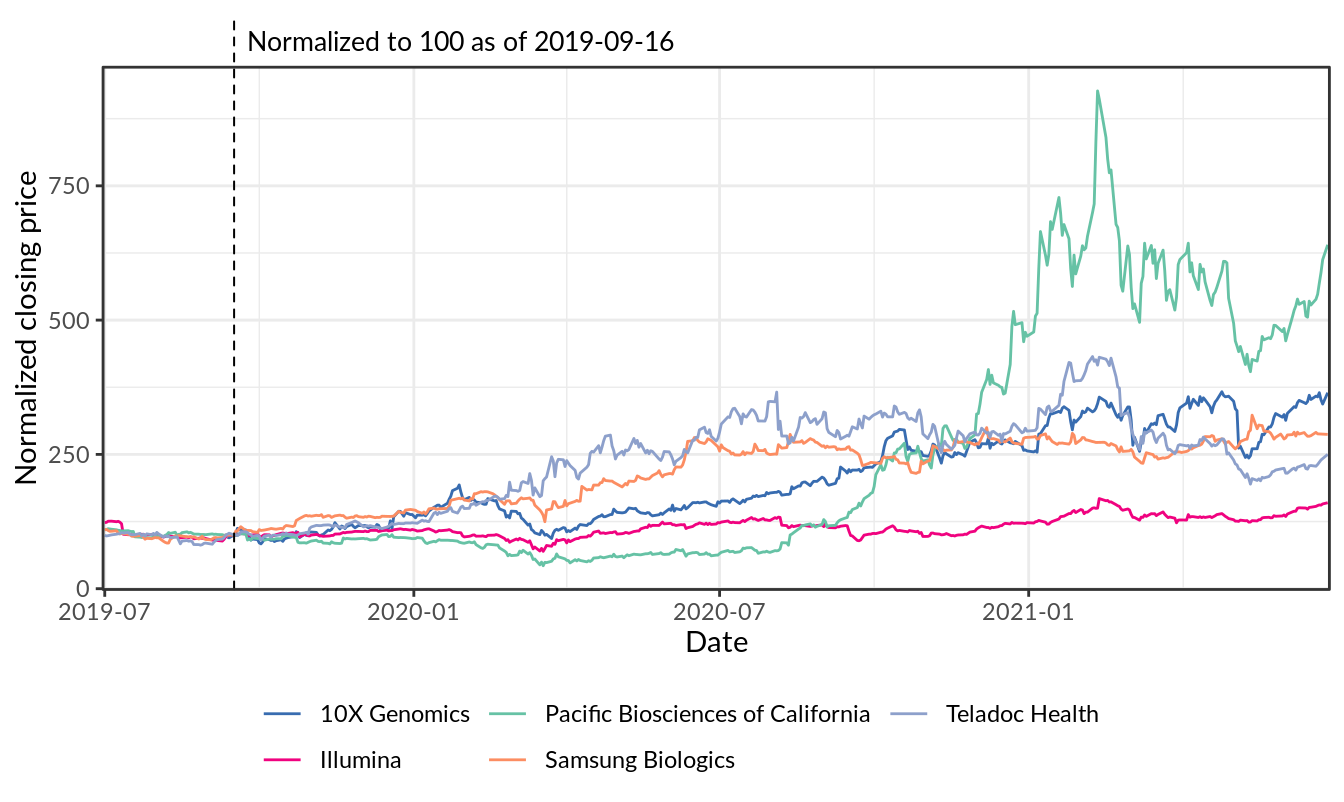 Normalized to 100 as of 2019-09-16
Normalized closing price
750
500
250
0
2019-07
2020-01
2020-07
2021-01
Date
10X Genomics
Pacific Biosciences of California
Teladoc Health
Illumina
Samsung Biologics